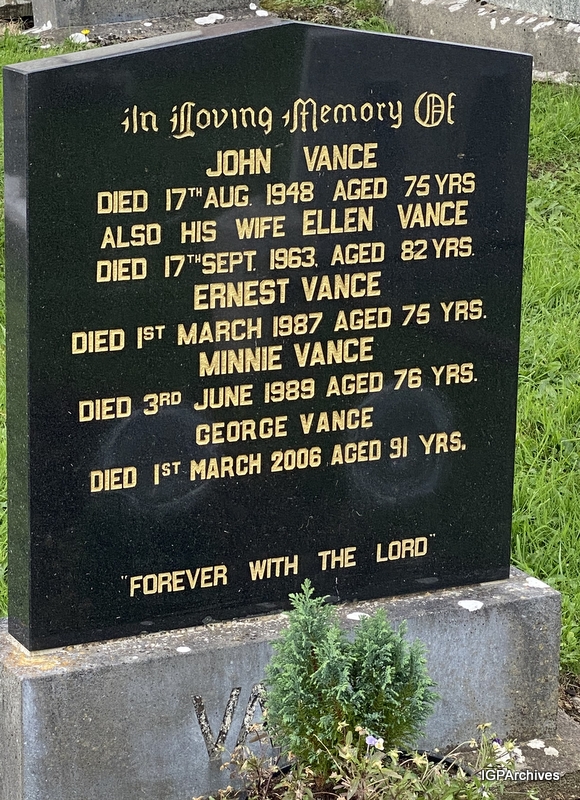 In Loving Memory Of
JOHN VANCE
DIED 17TH AUG. 1948 AGED 75 YRS
ALSO HIS WIFE ELLEN VANCE
DIED 17TH SEPT. 1963. AGED 82 YRS.
ERNEST VANCE
DIED 1ST MARCH 1987 AGED 75 YRS.
MINNIE VANCE
DIED 3RD JUNE 1989 AGED 76 YRS.
GEORGE VANCE
DIED 1ST MARCH 2006 AGED 91 YRS.
"FOREVER WITH THE LORD"
VA
IGPArchives